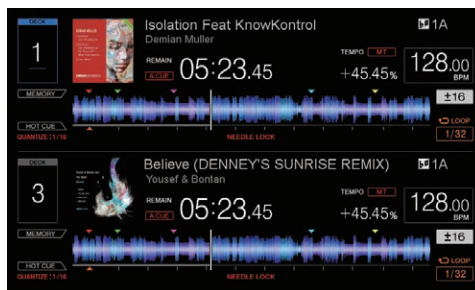 DECK
1
Isolation Feat KnowKontrol
Demian Muller
1A
REMAIN
A.CUE
05:23.45
TEMPO
MT
+45.45%
128.00
BPM
MEMORY
±16
HOT CUE
QUANTIZE :1/16
NEEDLE LOCK
LOOP
1/32
DECK
3
Believe (DENNEY'S SUNRISE REMIX)
Yousef & Bontan
1A
REMAIN
A.CUE
05:23.45
TEMPO
MT
+45.45%
128.00
BPM
MEMORY
±16
HOT CUE
QUANTIZE :1/16
NEEDLE LOCK
LOOP
1/32